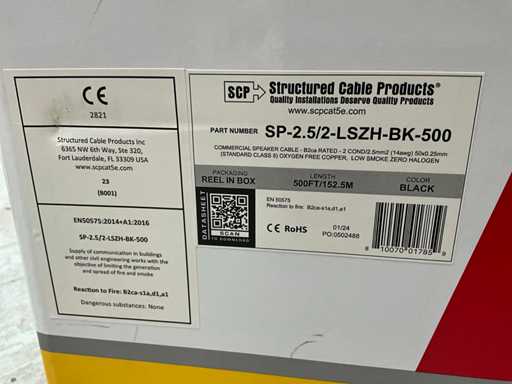 CE
2821
Structured Cable Products Inc
6365 NW 6th Way, Ste 320,
Fort Lauderdale, FL 33309 USA
www.scpcat5e.com
23
(B001)
EN50575:2014+A1:2016
SP-2.5/2-LSZH-BK-500
Supply of communication in buildings
and other civil engineering works with the
objective of limiting the generation
and spread of fire and smoke
Reaction to Fire: B2ca-s1a,d1,a1
Dangerous substances: None
SCP Structured Cable Products®
Quality Installations Deserve Quality Products
www.scpcat5e.com
PART NUMBER SP-2.5/2-LSZH-BK-500
COMMERCIAL SPEAKER CABLE - B2ca RATED - 2 COND/2.5mm2 (14awg) 50x0.25mm
(STANDARD CLASS 5) OXYGEN FREE COPPER, LOW SMOKE ZERO HALOGEN
PACKAGING LENGTH COLOR
REEL IN BOX 500FT/152.5M BLACK
DATASHEET
SCAN
TO DOWNLOAD
EN 50575
Reaction to fire: B2ca-s1a,d1,a1
CE RoHS
01/24
PO:0502488
8 10070 01785 9